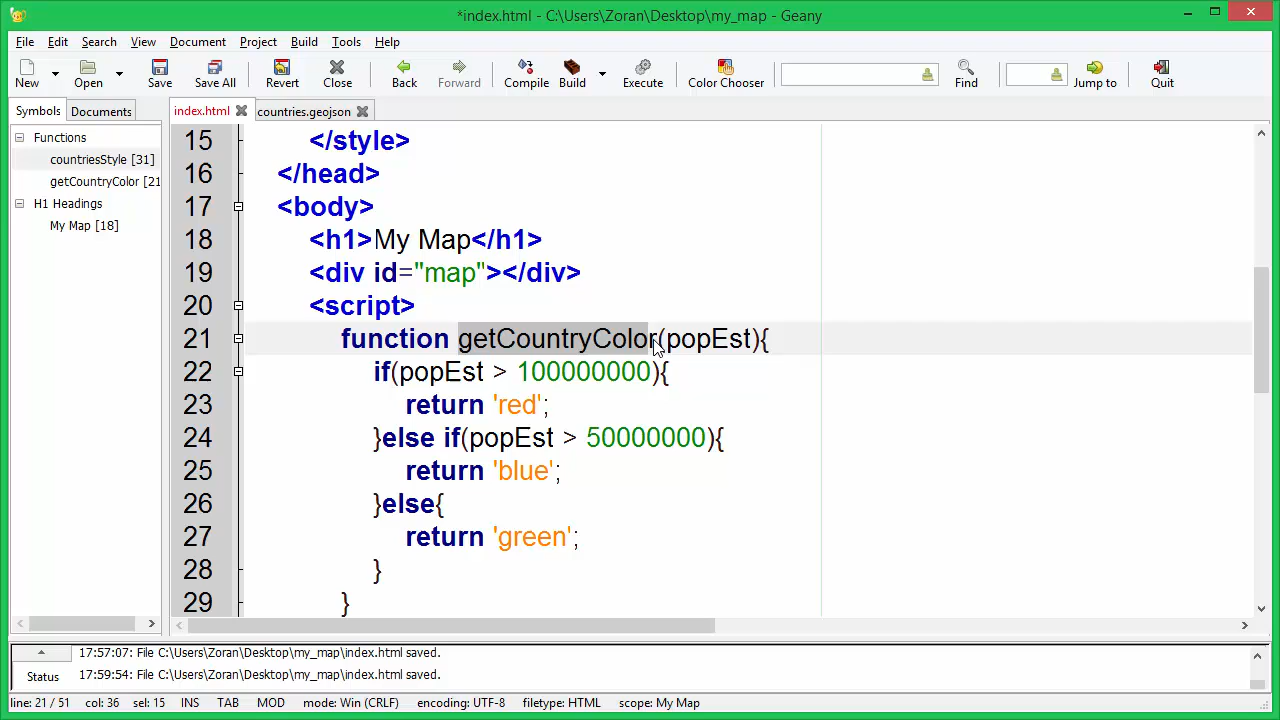 *index.html - C:\Users\Zoran\Desktop\my_map - Geany
File Edit Search View Document Project Build Tools Help
New Open Save Save All Revert Close Back Forward Compile Build Execute Color Chooser Find Jump to Quit
Symbols Documents
index.html countries.geojson
Functions
countriesStyle [31]
getCountryColor [21
H1 Headings
My Map [18]
15 </style>
16 </head>
17 <body>
18 <h1>My Map</h1>
19 <div id="map"></div>
20 <script>
21 function getCountryColor(popEst){
22 if(popEst > 100000000){
23 return 'red';
24 }else if(popEst > 50000000){
25 return 'blue';
26 }else{
27 return 'green';
28 }
29 }
Status
17:57:07: File C:\Users\Zoran\Desktop\my_map\index.html saved.
17:59:54: File C:\Users\Zoran\Desktop\my_map\index.html saved.
line: 21 / 51 col: 36 sel: 15 INS TAB MOD mode: Win (CRLF) encoding: UTF-8 filetype: HTML scope: My Map